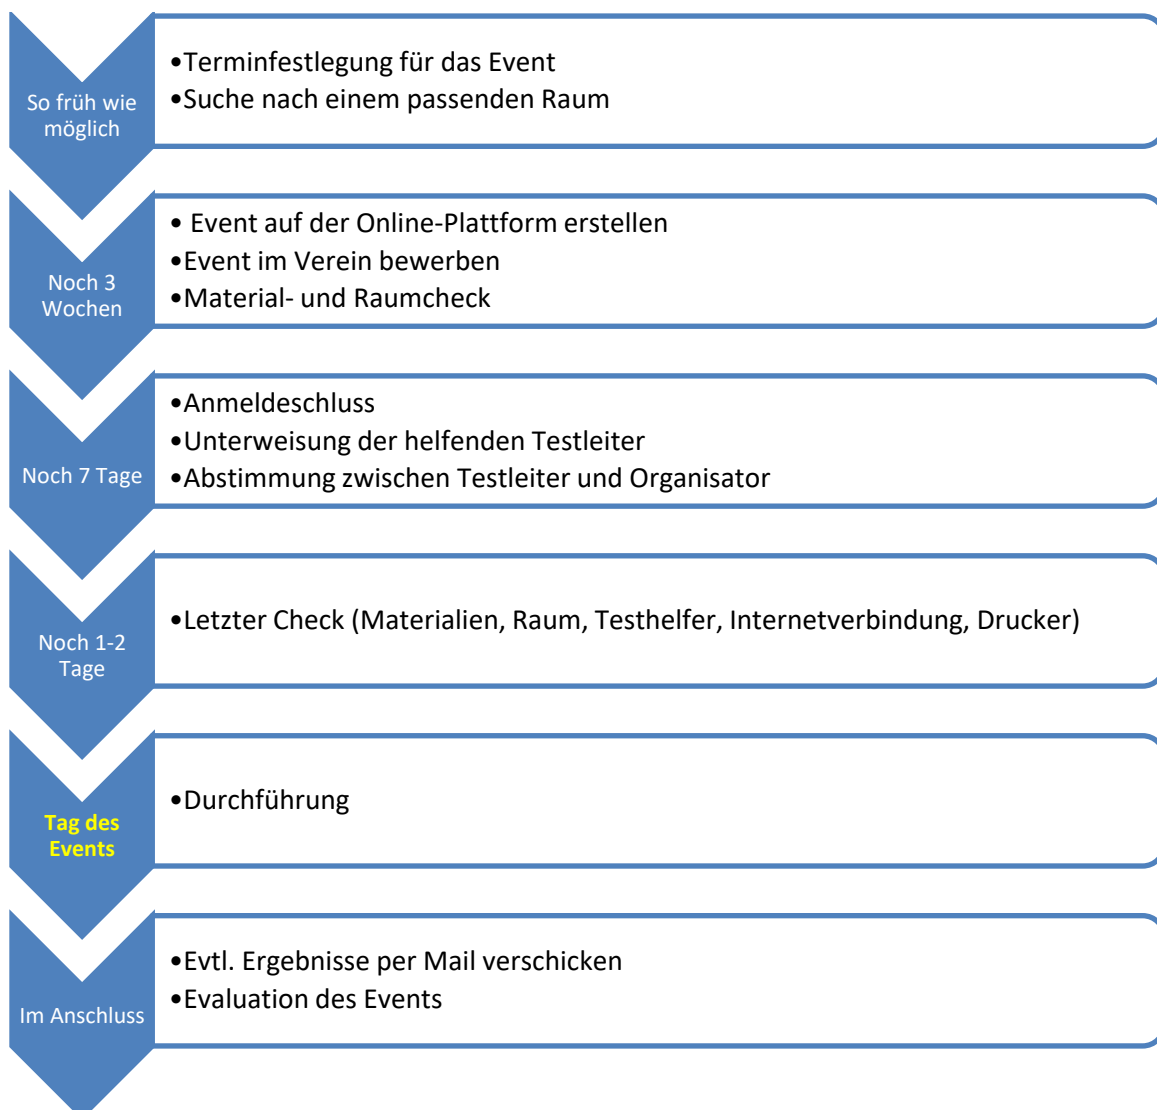 So früh wie
möglich
•Terminfestlegung für das Event
•Suche nach einem passenden Raum
Noch 3
Wochen
• Event auf der Online-Plattform erstellen
•Event im Verein bewerben
•Material- und Raumcheck
Noch 7 Tage
•Anmeldeschluss
•Unterweisung der helfenden Testleiter
•Abstimmung zwischen Testleiter und Organisator
Noch 1-2
Tage
•Letzter Check (Materialien, Raum, Testhelfer, Internetverbindung, Drucker)
Tag des
Events
•Durchführung
Im Anschluss
•Evtl. Ergebnisse per Mail verschicken
•Evaluation des Events